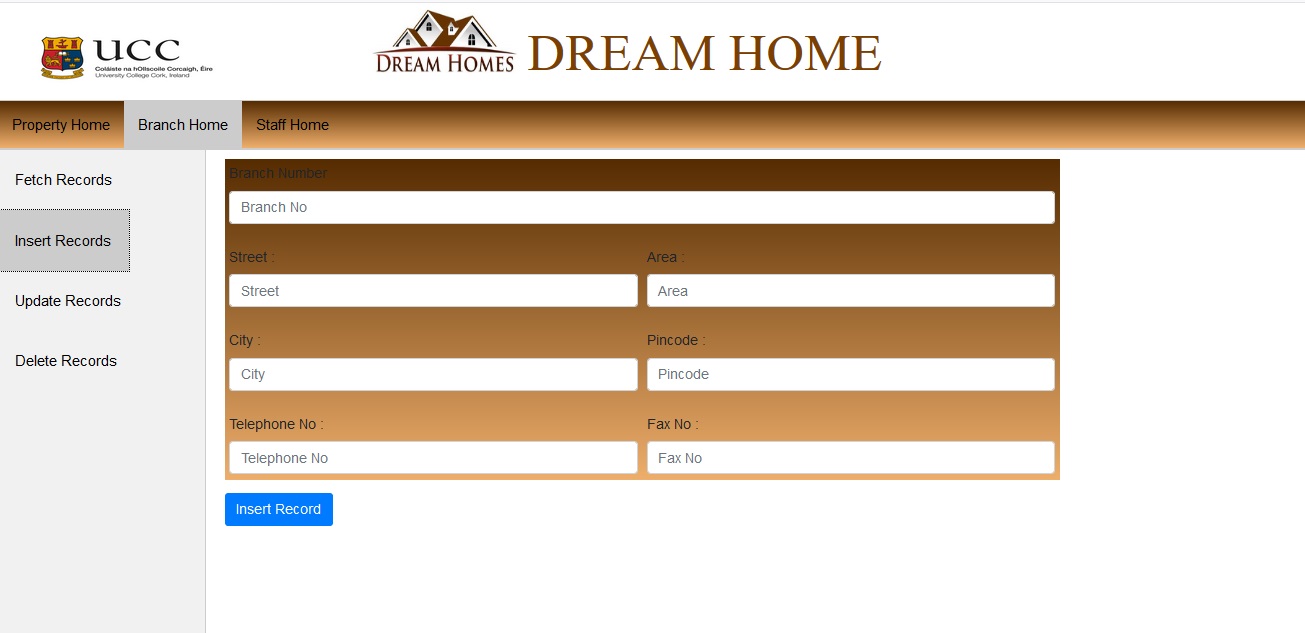 UCC
Coláiste na hOllscoile Corcaigh, Éire
University College Cork, Ireland
DREAM HOMES
DREAM HOME
Property Home
Branch Home
Staff Home
Fetch Records
Insert Records
Update Records
Delete Records
Branch Number
Branch No
Street :
Area :
Street
Area
City :
Pincode :
City
Pincode
Telephone No :
Fax No :
Telephone No
Fax No
Insert Record